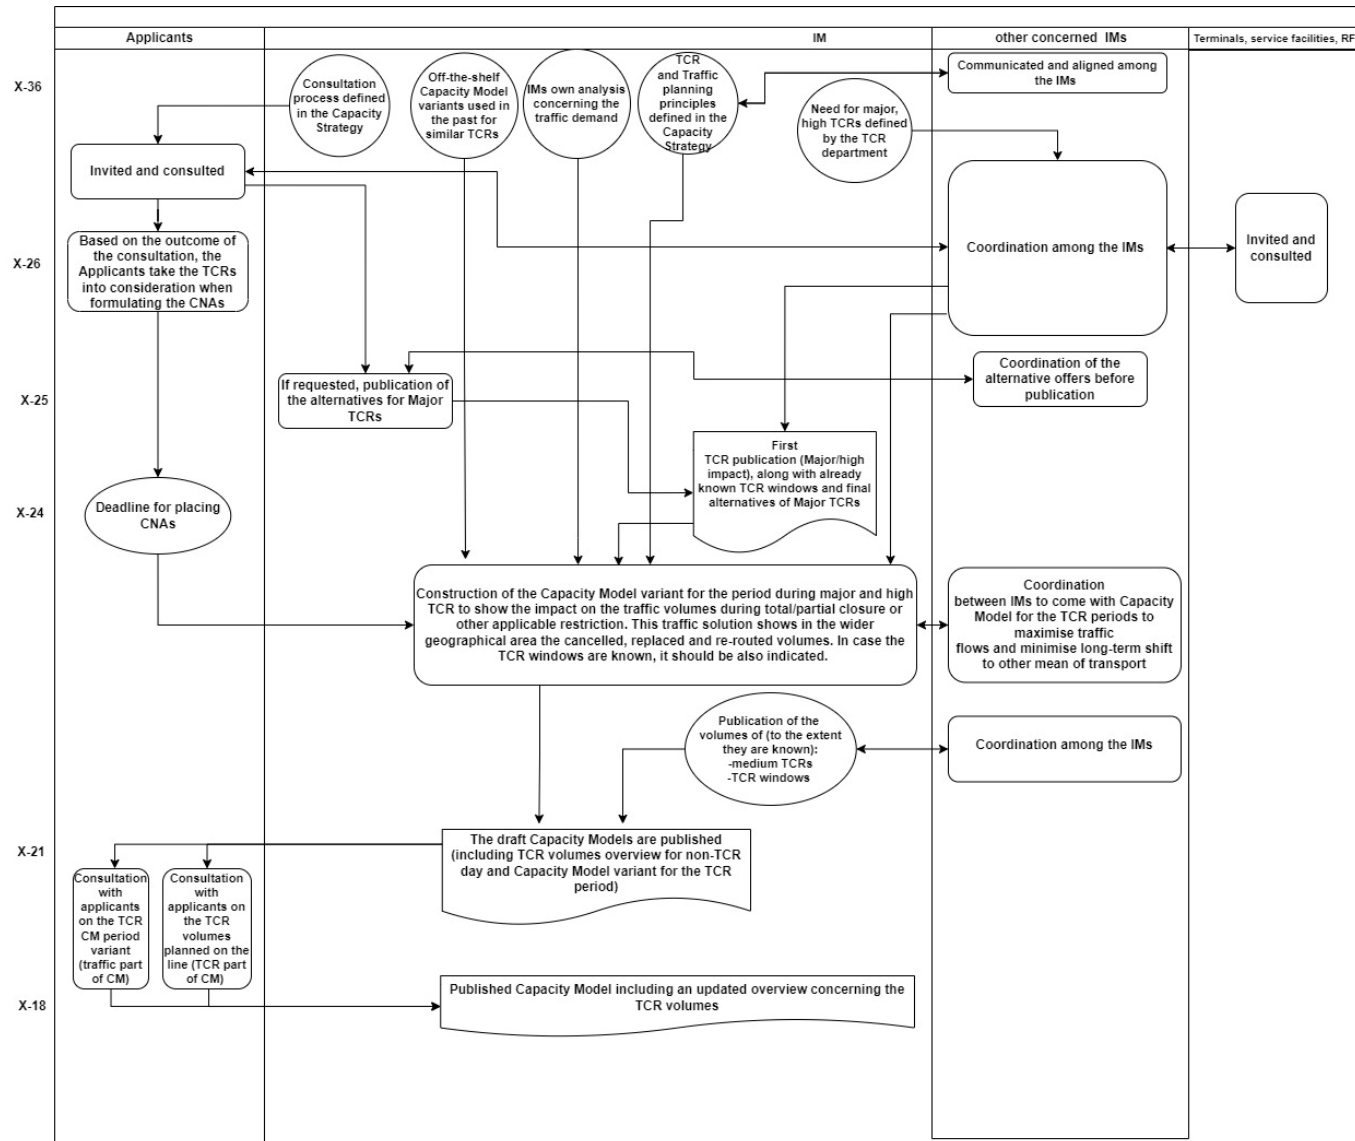 Applicants
IM
other concerned IMs
Terminals, service facilities, RF
X-36
Consultation
process defined
in the Capacity
Strategy
Off-the-shelf
Capacity Model
variants used in
the past for
similar TCRs
IMs own analysis
concerning the
traffic demand
TCR
and Traffic
planning
principles
defined in the
Capacity
Strategy
Need for major,
high TCRs defined
by the TCR
department
Communicated and aligned among
the IMs
Invited and consulted
Coordination among the IMs
Invited and
consulted
X-26
Based on the outcome of
the consultation, the
Applicants take the TCRs
into consideration when
formulating the CNAs
X-25
If requested, publication of
the alternatives for Major
TCRs
Coordination of the
alternative offers before
publication
X-24
Deadline for placing
CNAs
First
TCR publication (Major/high
impact), along with already
known TCR windows and final
alternatives of Major TCRs
Construction of the Capacity Model variant for the period during major and high
TCR to show the impact on the traffic volumes during total/partial closure or
other applicable restriction. This traffic solution shows in the wider
geographical area the cancelled, replaced and re-routed volumes. In case the
TCR windows are known, it should be also indicated.
Coordination
between IMs to come with Capacity
Model for the TCR periods to
maximise traffic
flows and minimise long-term shift
to other mean of transport
Publication of the
volumes of (to the extent
they are known):
-medium TCRs
-TCR windows
Coordination among the IMs
X-21
The draft Capacity Models are published
(including TCR volumes overview for non-TCR
day and Capacity Model variant for the TCR
period)
Consultation
with
applicants
on the TCR
CM period
variant
(traffic part
of CM)
Consultation
with
applicants on
the TCR
volumes
planned on the
line (TCR part
of CM)
X-18
Published Capacity Model including an updated overview concerning the
TCR volumes